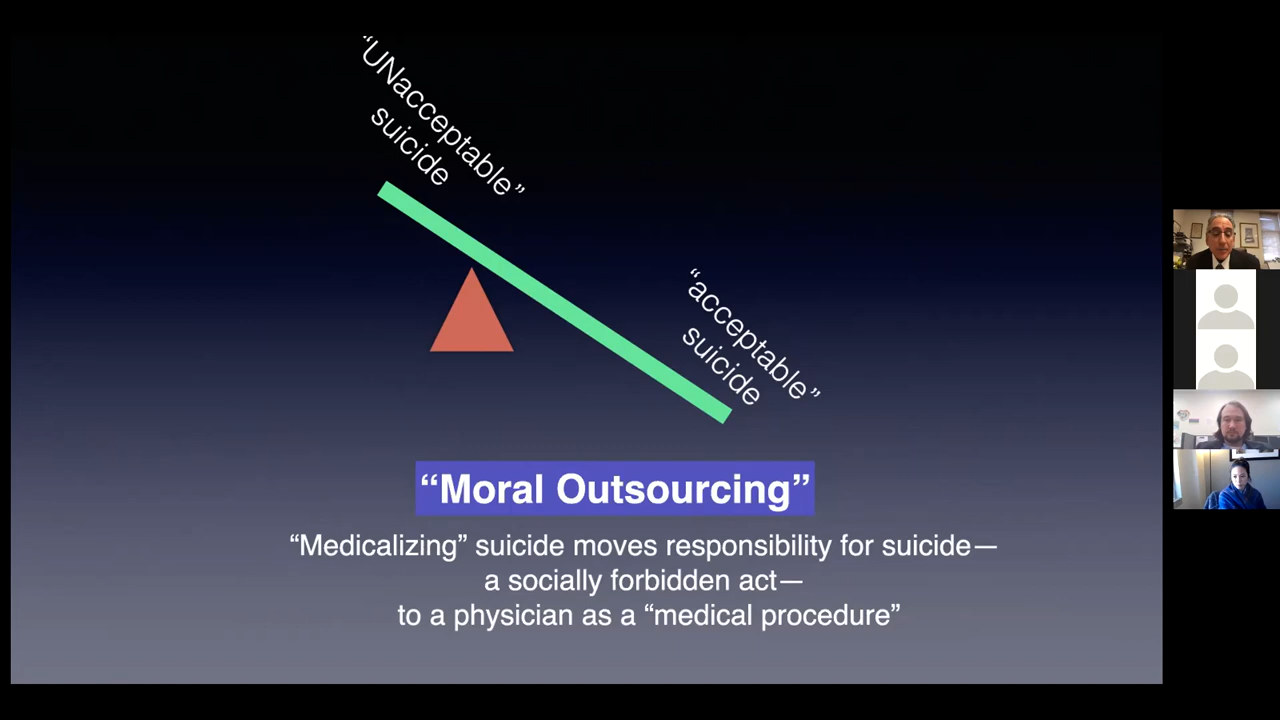 “UNacceptable”
suicide
“acceptable”
suicide
“Moral Outsourcing”
“Medicalizing” suicide moves responsibility for suicide—
a socially forbidden act—
to a physician as a “medical procedure”